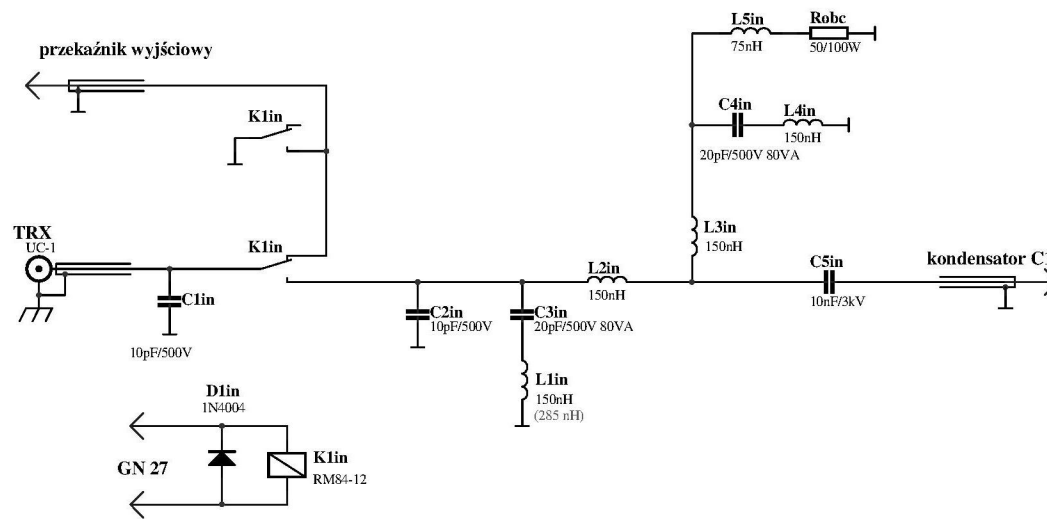 L5in
Robc
75nH
50/100W
przekaźnik wyjściowy
K1in
C4in
L4in
150nH
20pF/500V 80VA
TRX
UC-1
K1in
L3in
150nH
C5in
kondensator C
10nF/3kV
C1in
L2in
150nH
C2in
10pF/500V
C3in
20pF/500V 80VA
10pF/500V
L1in
150nH
(285 nH)
D1in
1N4004
GN 27
K1in
RM84-12